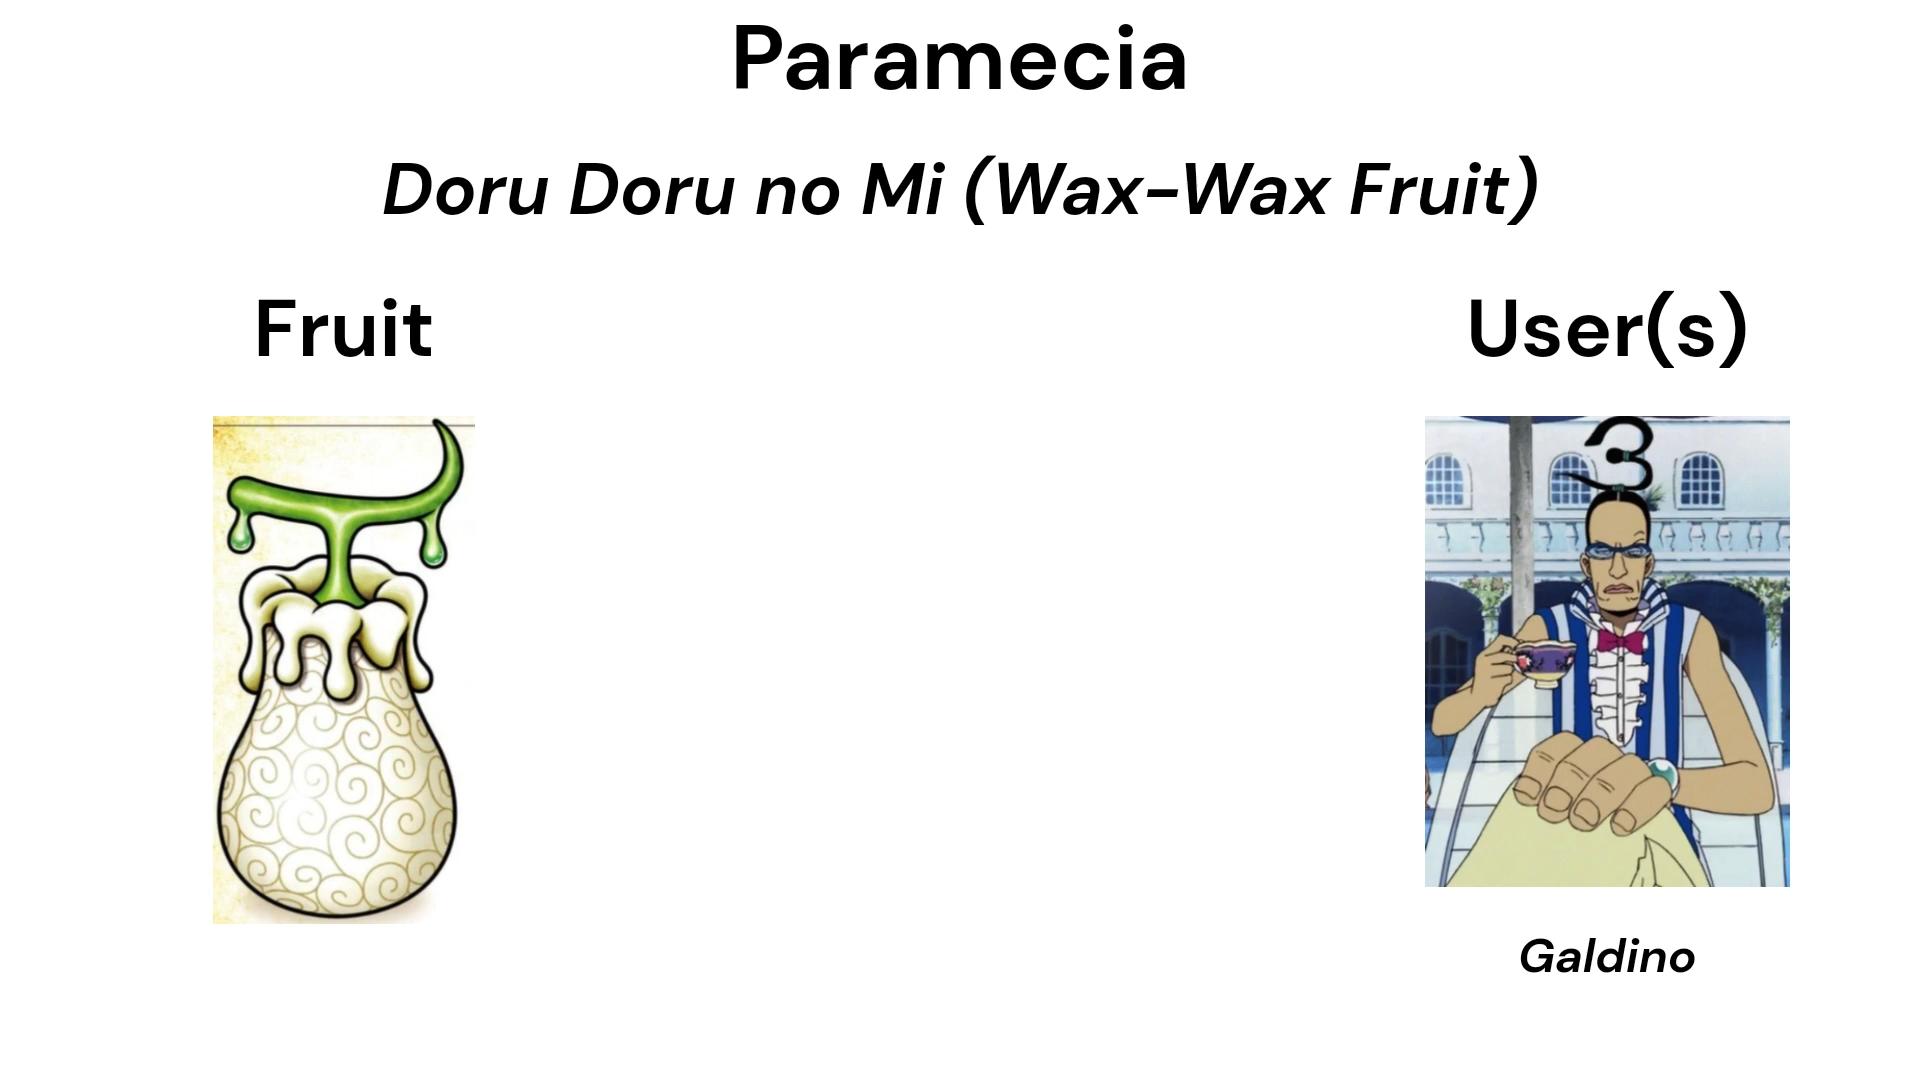 Paramecia
Doru Doru no Mi (Wax-Wax Fruit)
Fruit
User(s)
Galdino